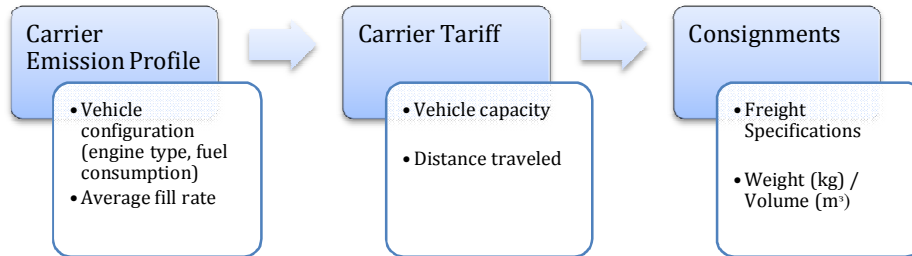 Carrier
Emission Profile
• Vehicle
configuration
(engine type, fuel
consumption)
• Average fill rate
Carrier Tariff
• Vehicle capacity
• Distance traveled
Consignments
• Freight
Specifications
• Weight (kg) /
Volume (m³)